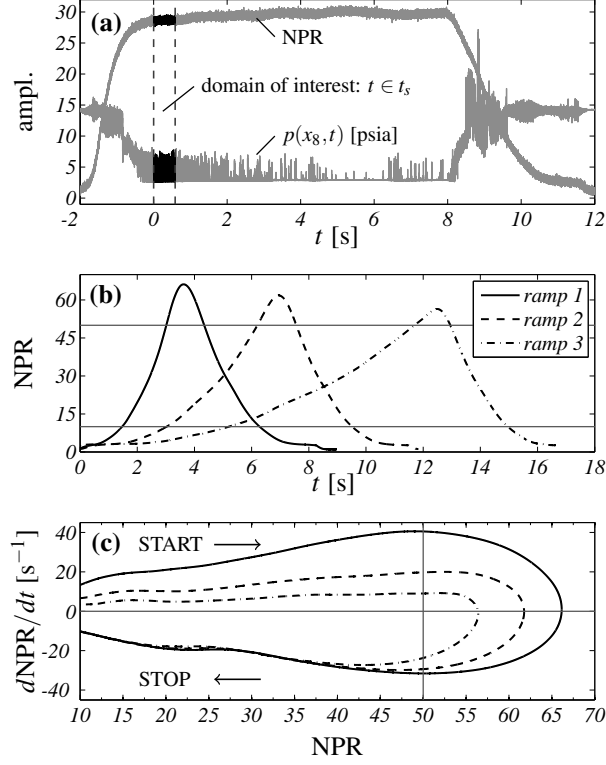 (a)
ampl.
30
25
20
15
10
5
0
NPR
domain of interest: t ∈ t_s
p(x_8,t) [psia]
-2 0 2 4 6 8 10 12
t [s]
(b)
NPR
60
45
30
15
0
ramp 1
ramp 2
ramp 3
0 2 4 6 8 10 12 14 16 18
t [s]
(c)
dNPR/dt [s⁻¹]
40
20
0
-20
-40
START
STOP
10 15 20 25 30 35 40 45 50 55 60 65 70
NPR